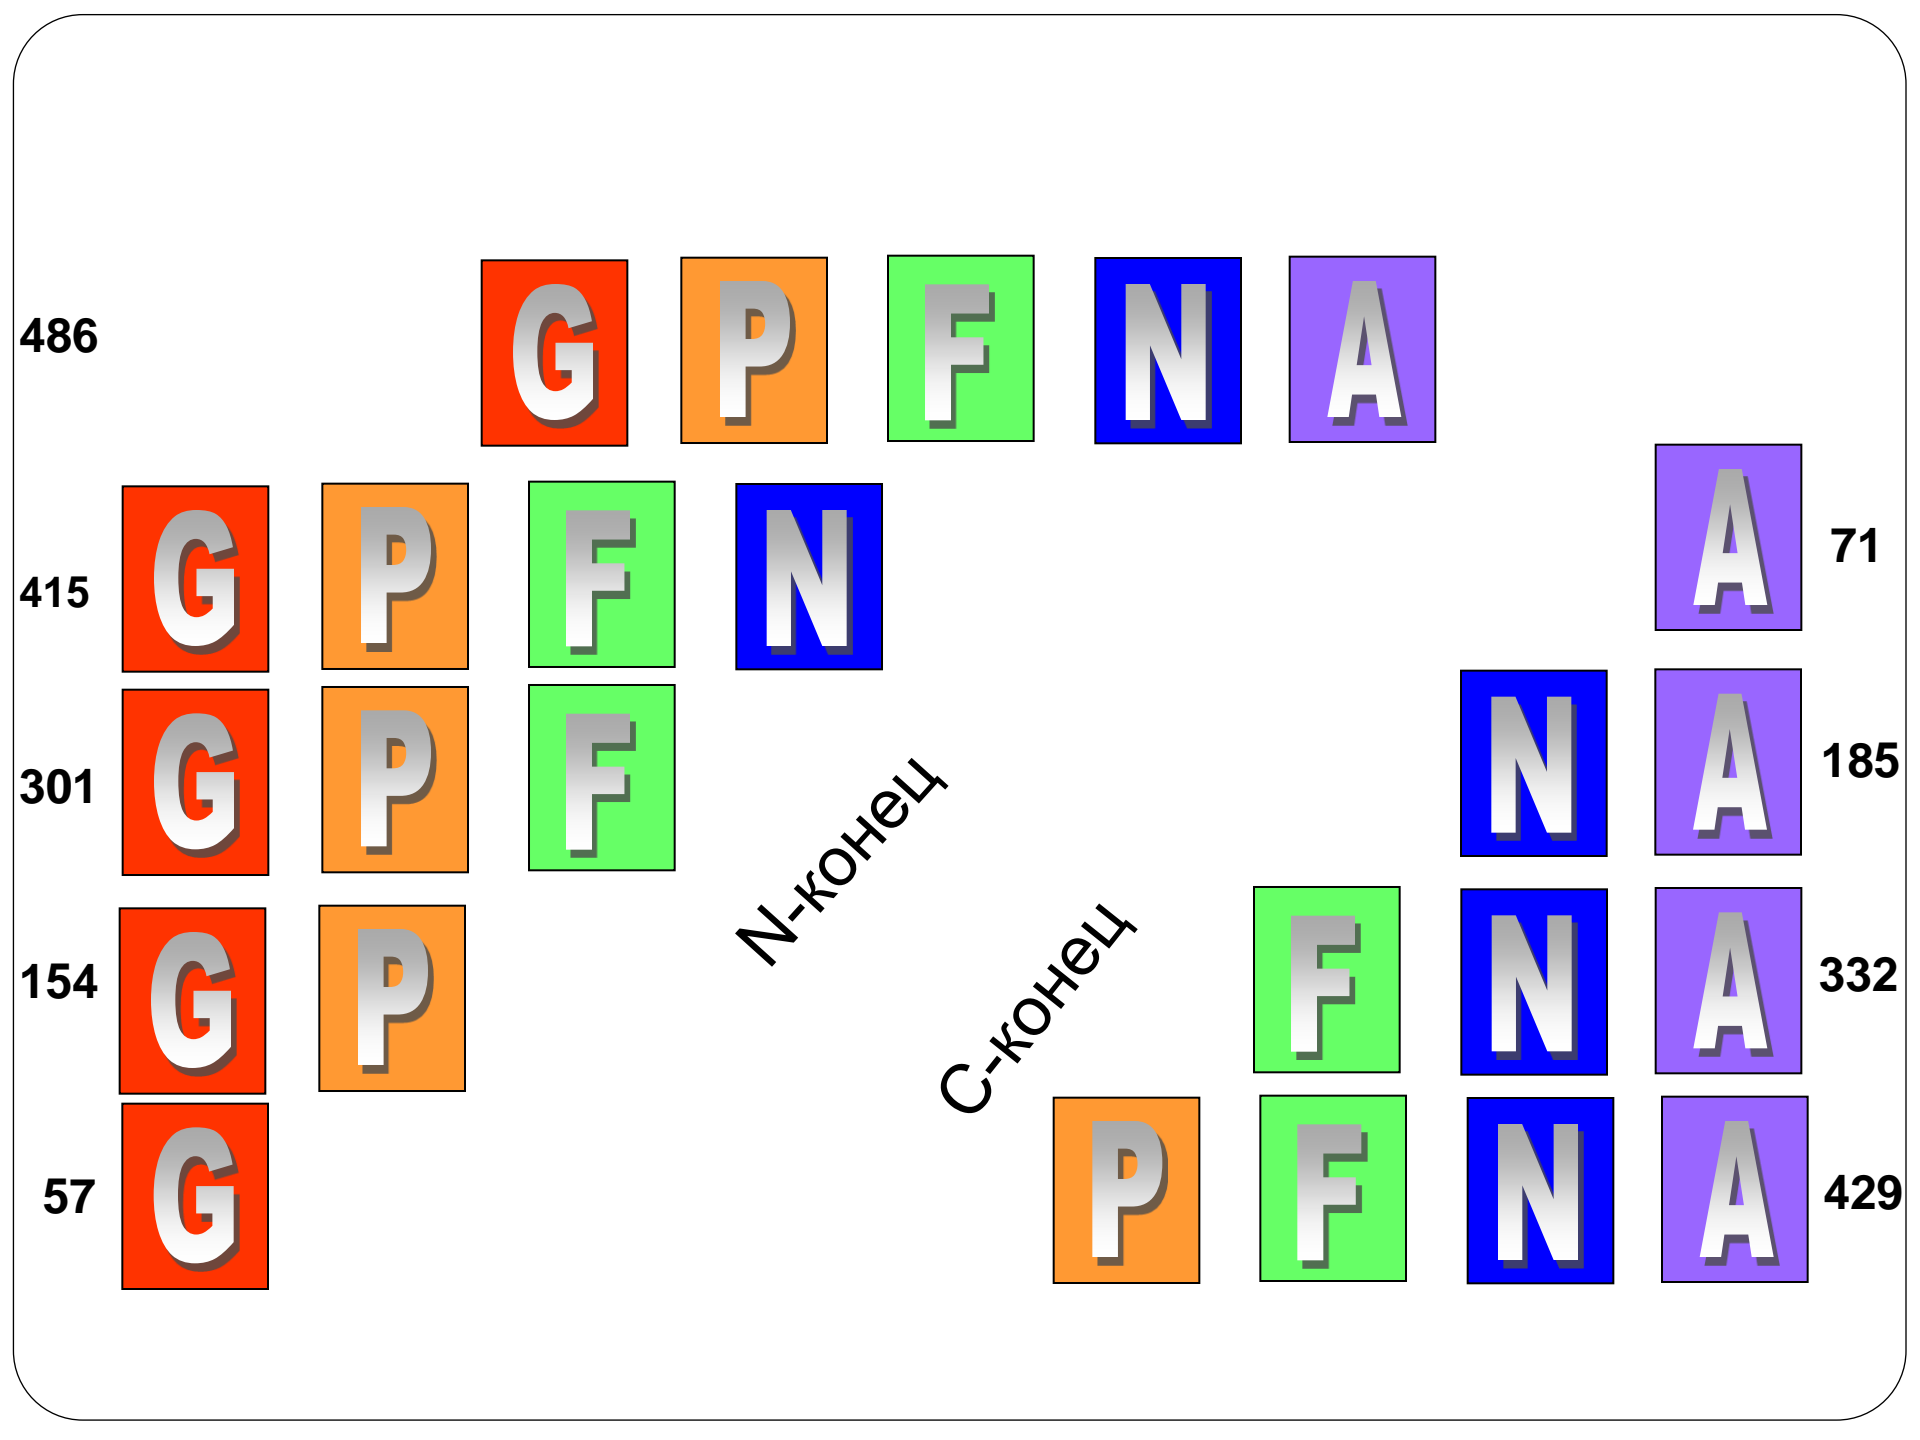 486 G P F N A
415 G P F N A 71
301 G P F N A 185
154 G P F N A 332
57 G P F N A 429
N-конец
С-конец